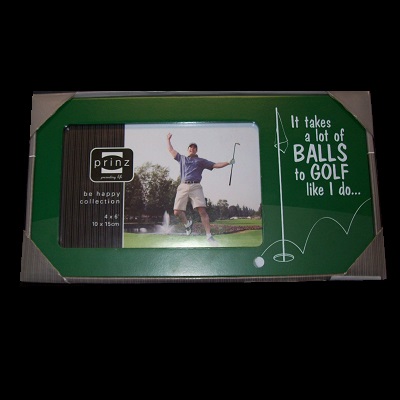 prinz
be happy
collection
4 x 6"
10 x 15cm
It takes
a lot of
BALLS
to GOLF
like I do...